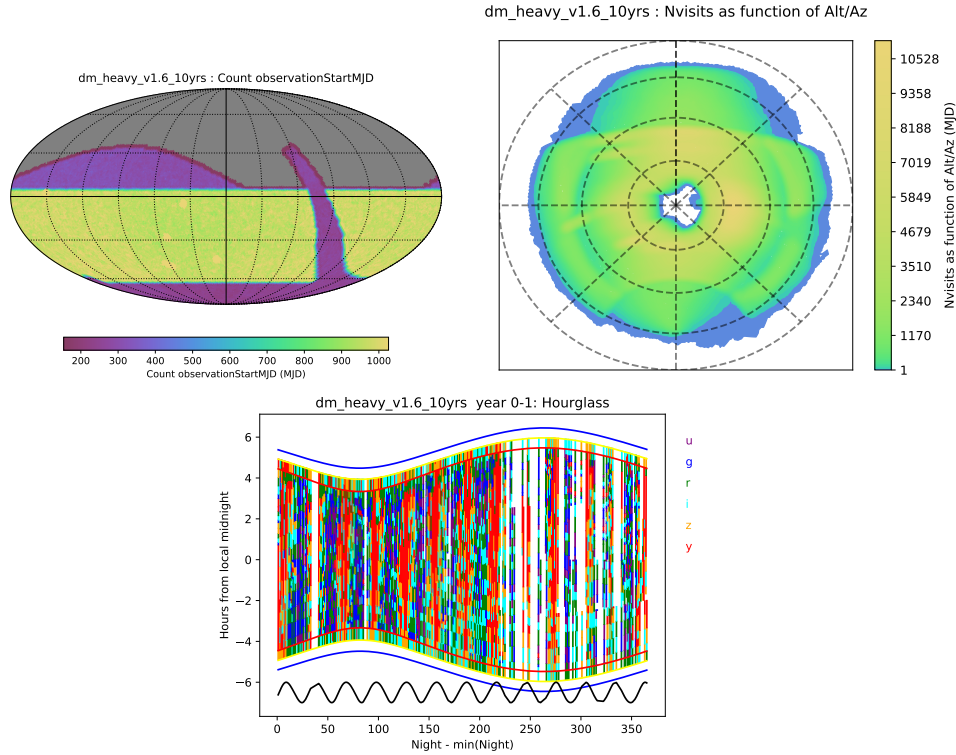 dm_heavy_v1.6_10yrs : Nvisits as function of Alt/Az
dm_heavy_v1.6_10yrs : Count observationStartMJD
200 300 400 500 600 700 800 900 1000
Count observationStartMJD (MJD)
10528
9358
8188
7019
5849
4679
3510
2340
1170
1
Nvisits as function of Alt/Az (MJD)
dm_heavy_v1.6_10yrs year 0-1: Hourglass
6
4
2
0
−2
−4
−6
Hours from local midnight
u
g
r
i
z
y
0 50 100 150 200 250 300 350
Night - min(Night)